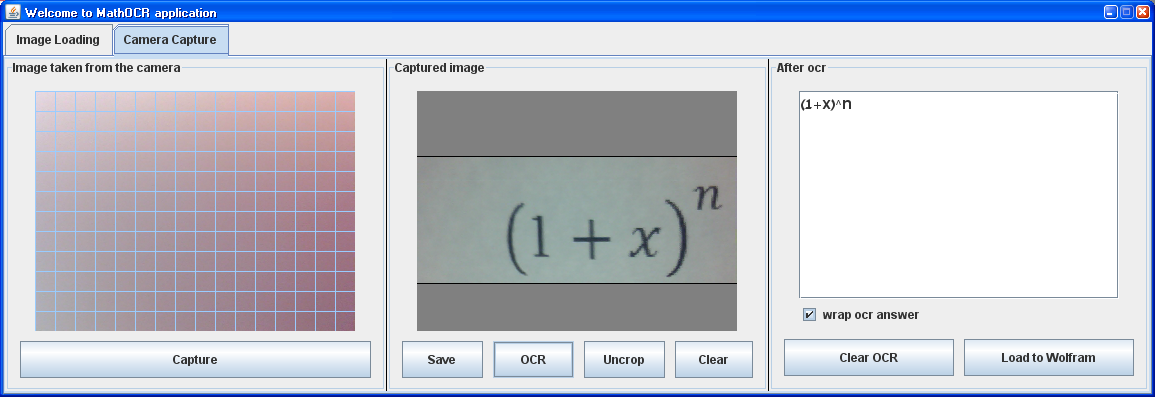 Welcome to MathOCR application
Image Loading
Camera Capture
Image taken from the camera
Capture
Captured image
(1 + x)^n
Save
OCR
Uncrop
Clear
After ocr
(1+x)^n
wrap ocr answer
Clear OCR
Load to Wolfram